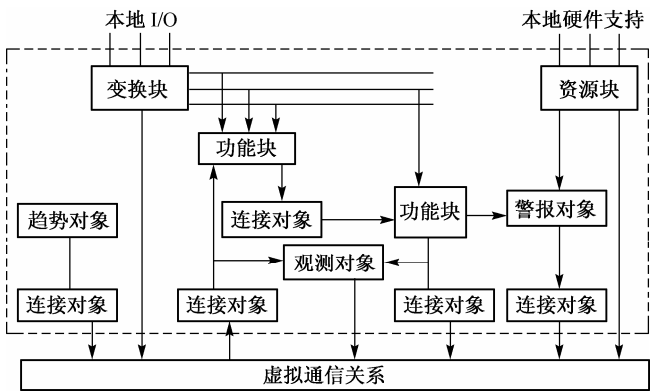 本地 I/O
本地硬件支持
变换块
资源块
功能块
趋势对象
连接对象
功能块
警报对象
观测对象
连接对象
连接对象
连接对象
连接对象
虚拟通信关系